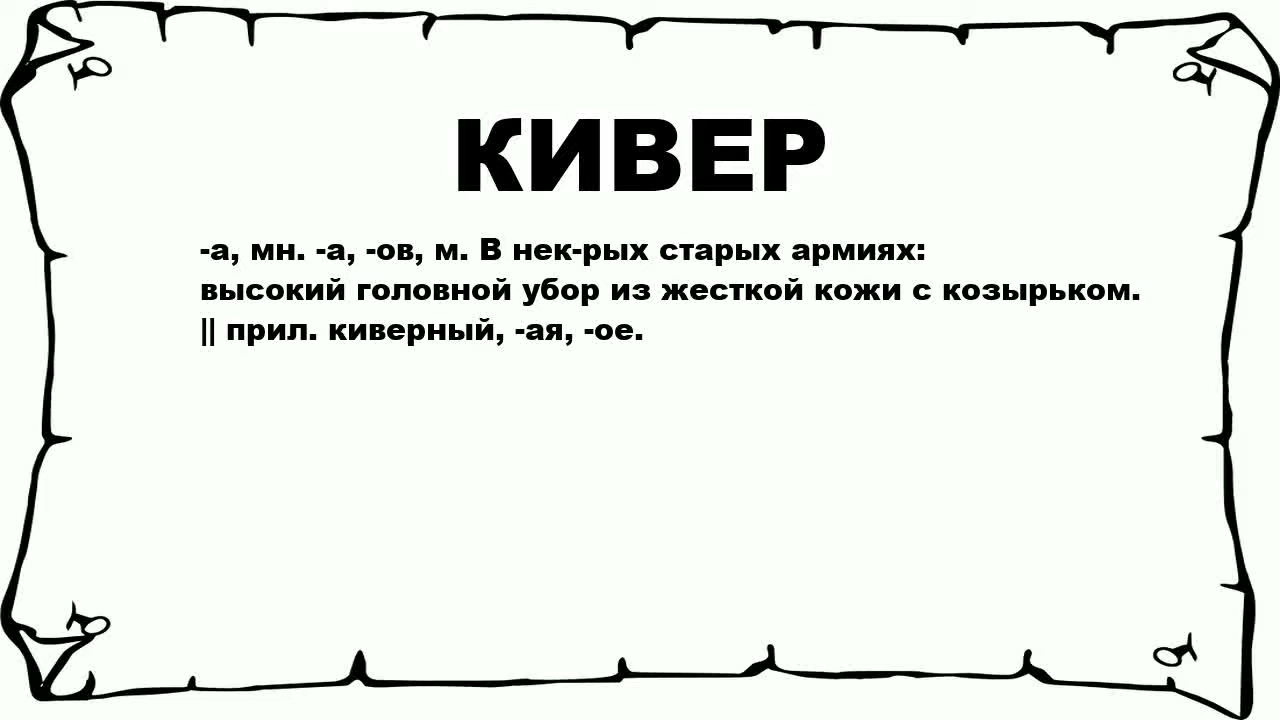 КИВЕР
-а, мн. -а, -ов, м. В нек-рых старых армиях:
высокий головной убор из жесткой кожи с козырьком.
|| прил. киверный, -ая, -ое.